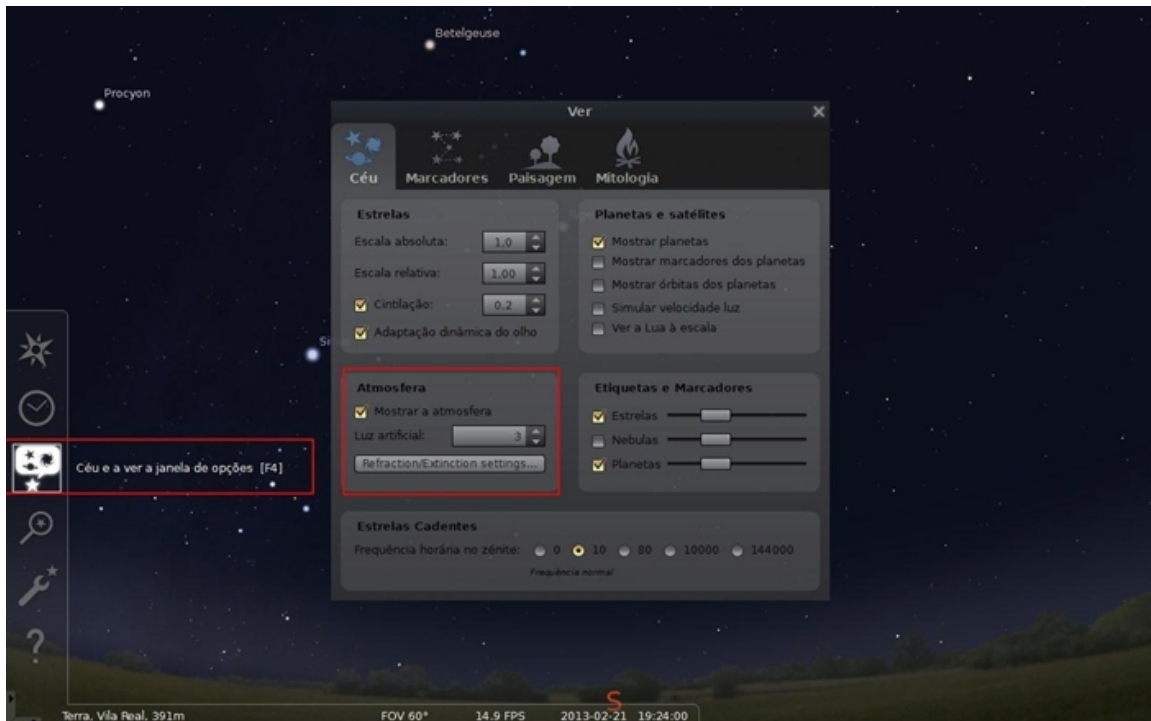 Betelgeuse
Procyon
Ver
Céu
Marcadores
Paisagem
Mitologia
Estrelas
Escala absoluta: 1.0
Escala relativa: 1.00
Cintilação: 0.2
Adaptação dinâmica do olho
Planetas e satélites
Mostrar planetas
Mostrar marcadores dos planetas
Mostrar órbitas dos planetas
Simular velocidade luz
Ver a Lua à escala
Atmosfera
Mostrar a atmosfera
Luz artificial: 3
Refraction/Extinction settings...
Etiquetas e Marcadores
Estrelas
Nebulas
Planetas
Céu e a ver a janela de opções [F4]
Estrelas Cadentes
Frequência horária no zénite: 0 10 80 10000 144000
Frequência normal
S
Terra, Vila Real, 391m FOV 60° 14.9 FPS 2013-02-21 19:24:00